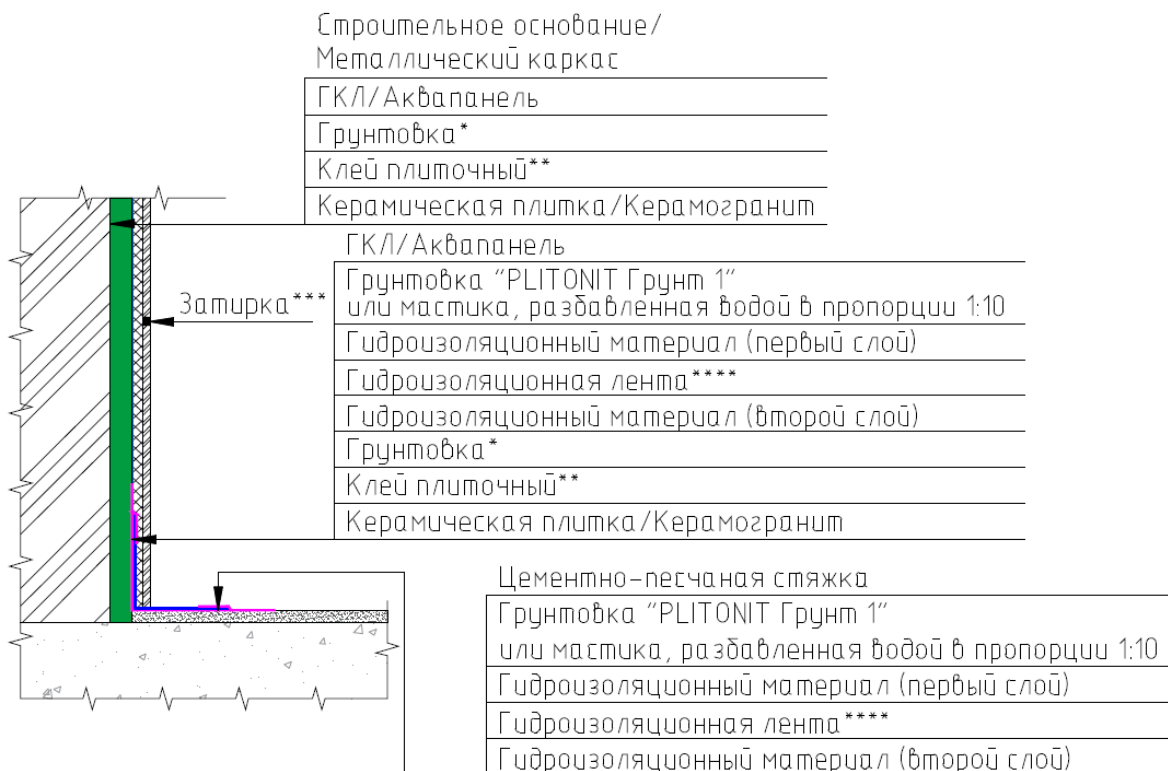 Строительное основание/
Металлический каркас
ГКЛ/Аквапанель
Грунтовка*
Клей плиточный**
Керамическая плитка/Керамогранит
ГКЛ/Аквапанель
Грунтовка “PLITONIT Грунт 1”
или мастика, разбавленная водой в пропорции 1:10
Гидроизоляционный материал (первый слой)
Гидроизоляционная лента****
Гидроизоляционный материал (второй слой)
Грунтовка*
Клей плиточный**
Керамическая плитка/Керамогранит
Затирка***
Цементно-песчаная стяжка
Грунтовка “PLITONIT Грунт 1”
или мастика, разбавленная водой в пропорции 1:10
Гидроизоляционный материал (первый слой)
Гидроизоляционная лента****
Гидроизоляционный материал (второй слой)